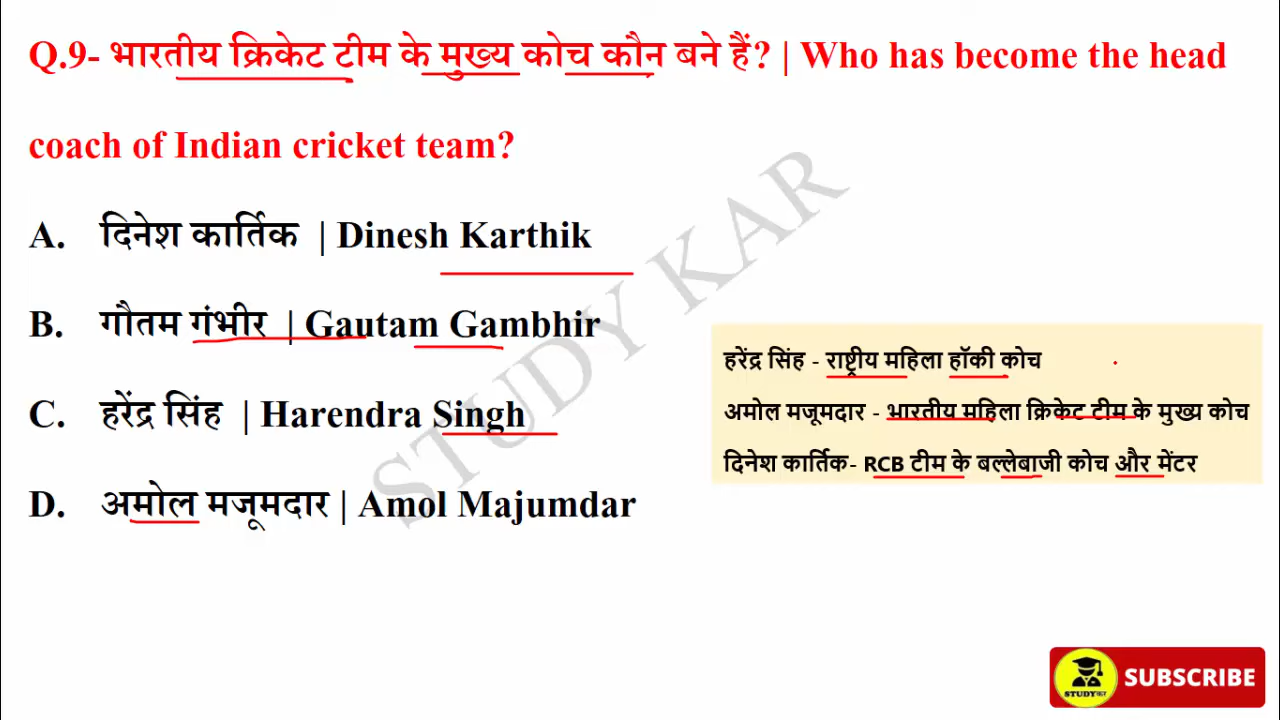 Q.9- भारतीय क्रिकेट टीम के मुख्य कोच कौन बने हैं? | Who has become the head
coach of Indian cricket team?
A. दिनेश कार्तिक | Dinesh Karthik
B. गौतम गंभीर | Gautam Gambhir
C. हरेंद्र सिंह | Harendra Singh
D. अमोल मजूमदार | Amol Majumdar
हरेंद्र सिंह - राष्ट्रीय महिला हॉकी कोच
अमोल मजूमदार - भारतीय महिला क्रिकेट टीम के मुख्य कोच
दिनेश कार्तिक- RCB टीम के बल्लेबाजी कोच और मेंटर
STUDY KAR
STUDY कर
SUBSCRIBE